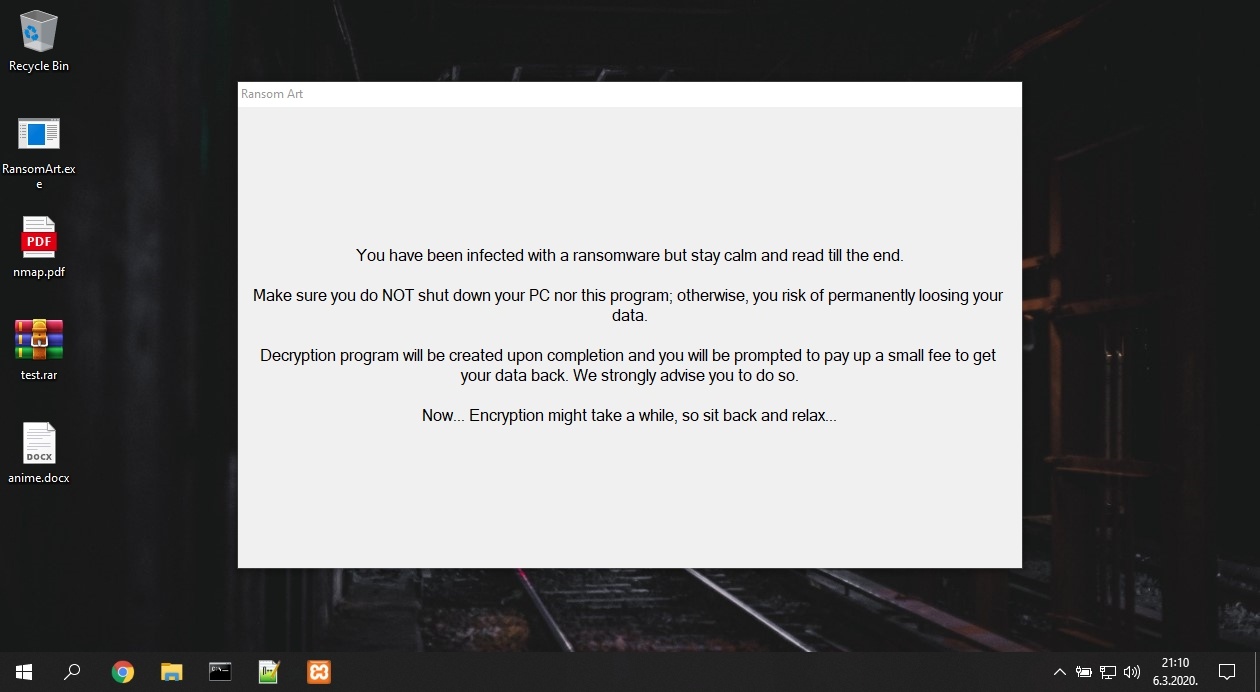 Recycle Bin
RansomArt.ex
e
PDF
nmap.pdf
test.rar
DOCX
anime.docx
Ransom Art
You have been infected with a ransomware but stay calm and read till the end.
Make sure you do NOT shut down your PC nor this program; otherwise, you risk of permanently loosing your
data.
Decryption program will be created upon completion and you will be prompted to pay up a small fee to get
your data back. We strongly advise you to do so.
Now... Encryption might take a while, so sit back and relax...
21:10
6.3.2020.